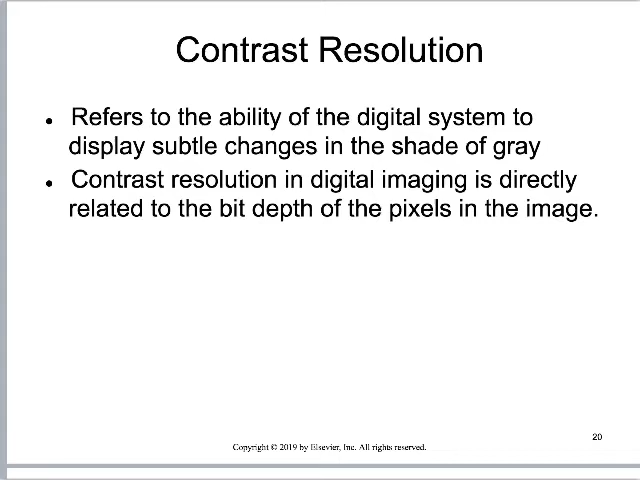 Contrast Resolution
• Refers to the ability of the digital system to
display subtle changes in the shade of gray
• Contrast resolution in digital imaging is directly
related to the bit depth of the pixels in the image.
20
Copyright © 2019 by Elsevier, Inc. All rights reserved.